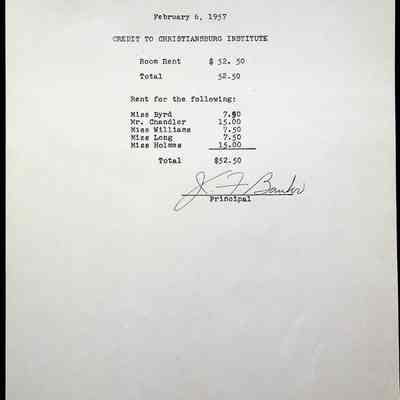 February 6, 1957
CREDIT TO CHRISTIANSBURG INSTITUTE
Room Rent $ 52. 50
Total 52.50
Rent for the following:
Miss Byrd 7.50
Mr. Chandler 15.00
Miss Williams 7.50
Miss Long 7.50
Miss Holmes 15.00
Total $52.50
J. F. Banks
Principal